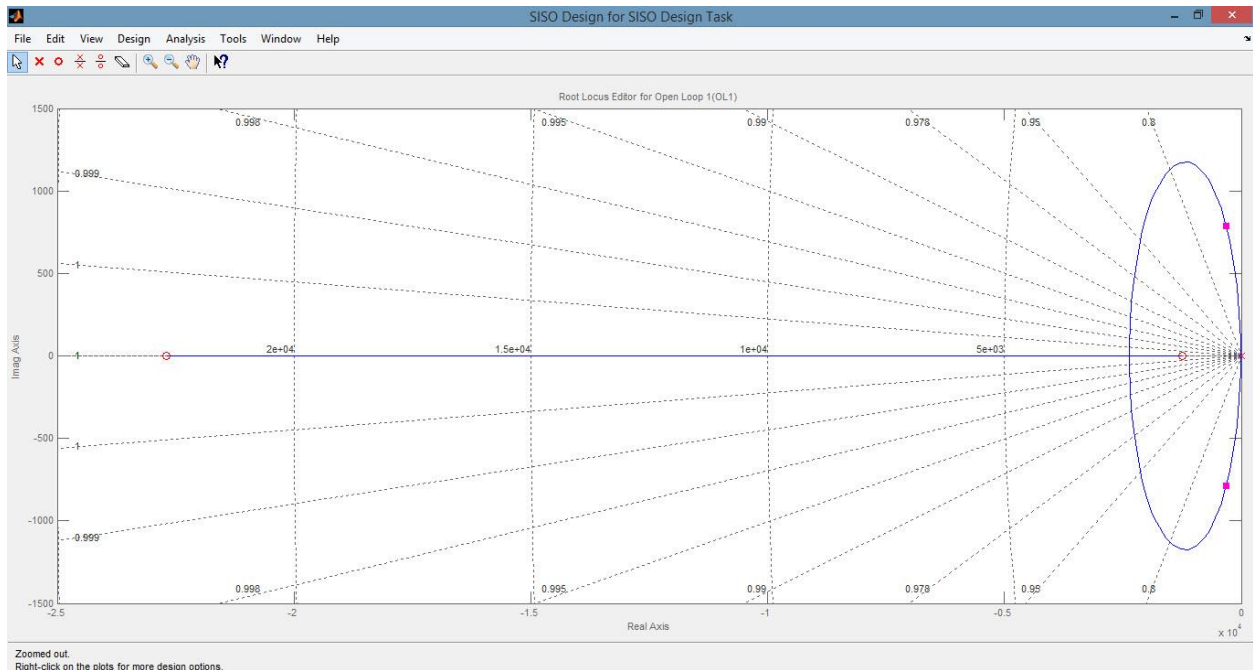 SISO Design for SISO Design Task
File Edit View Design Analysis Tools Window Help
Root Locus Editor for Open Loop 1(OL1)
1500
0.998 0.995 0.99 0.978 0.95 0.8
0.999
1000
1
500
0 1 2e+04 1.5e+04 1e+04 5e+03
Imag Axis
-500
1
-1000
0.999
0.998 0.995 0.99 0.978 0.95 0.8
-1500
-2.5 -2 -1.5 -1 -0.5 0
Real Axis
x 10^4
Zoomed out.
Right-click on the plots for more design options.